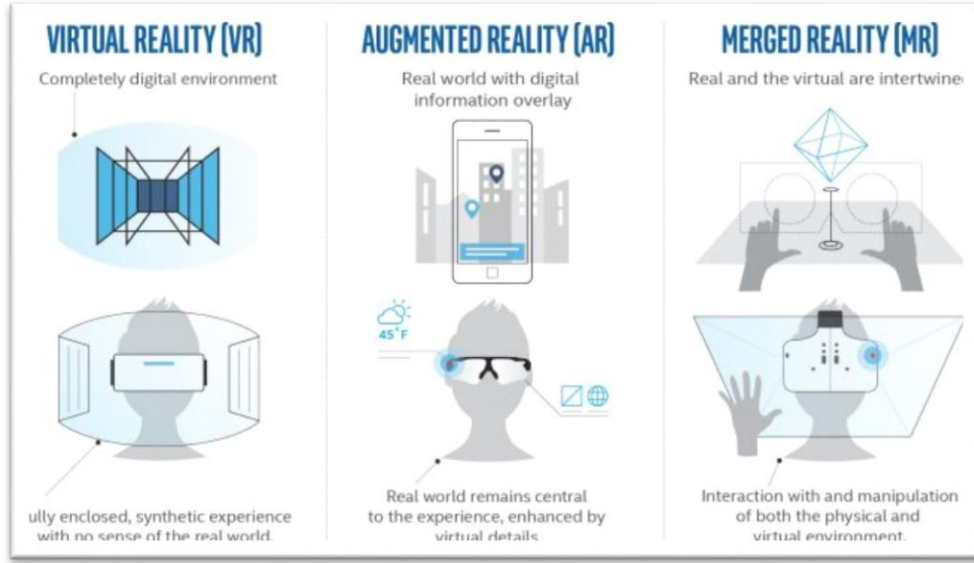 VIRTUAL REALITY (VR)
Completely digital environment
ully enclosed, synthetic experience
with no sense of the real world.
AUGMENTED REALITY (AR)
Real world with digital
information overlay
45°F
Real world remains central
to the experience, enhanced by
virtual details
MERGED REALITY (MR)
Real and the virtual are intertwine
Interaction with and manipulation
of both the physical and
virtual environment.